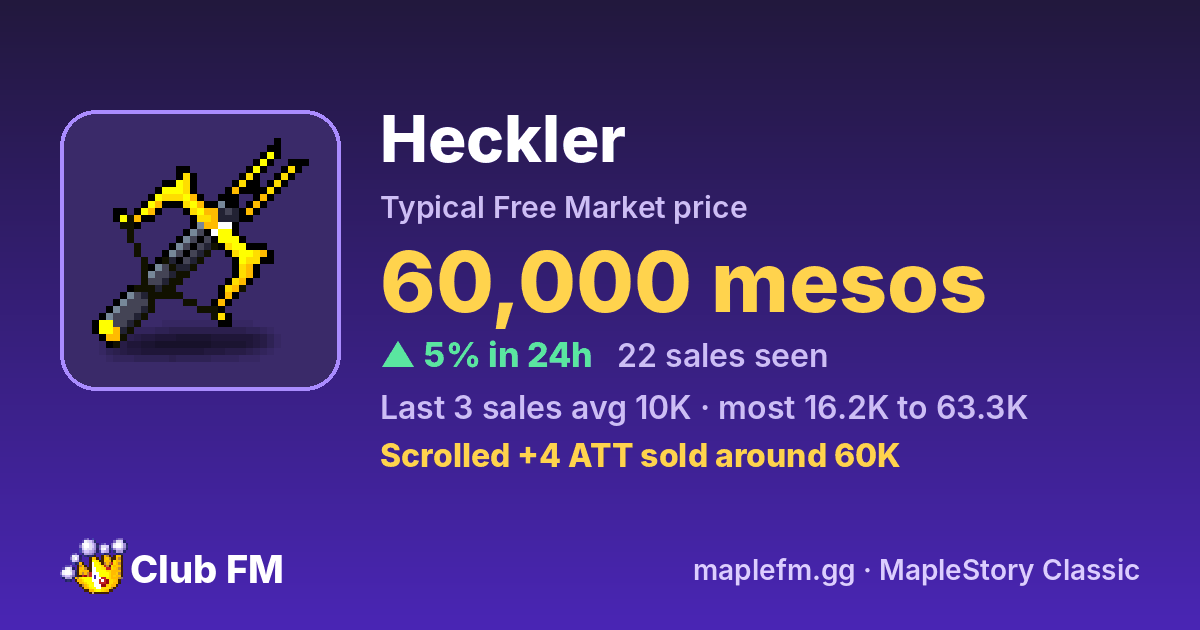 Heckler
Typical Free Market price
60,000 mesos
▲ 5% in 24h 22 sales seen
Last 3 sales avg 10K · most 16.2K to 63.3K
Scrolled +4 ATT sold around 60K
Club FM
maplefm.gg · MapleStory Classic